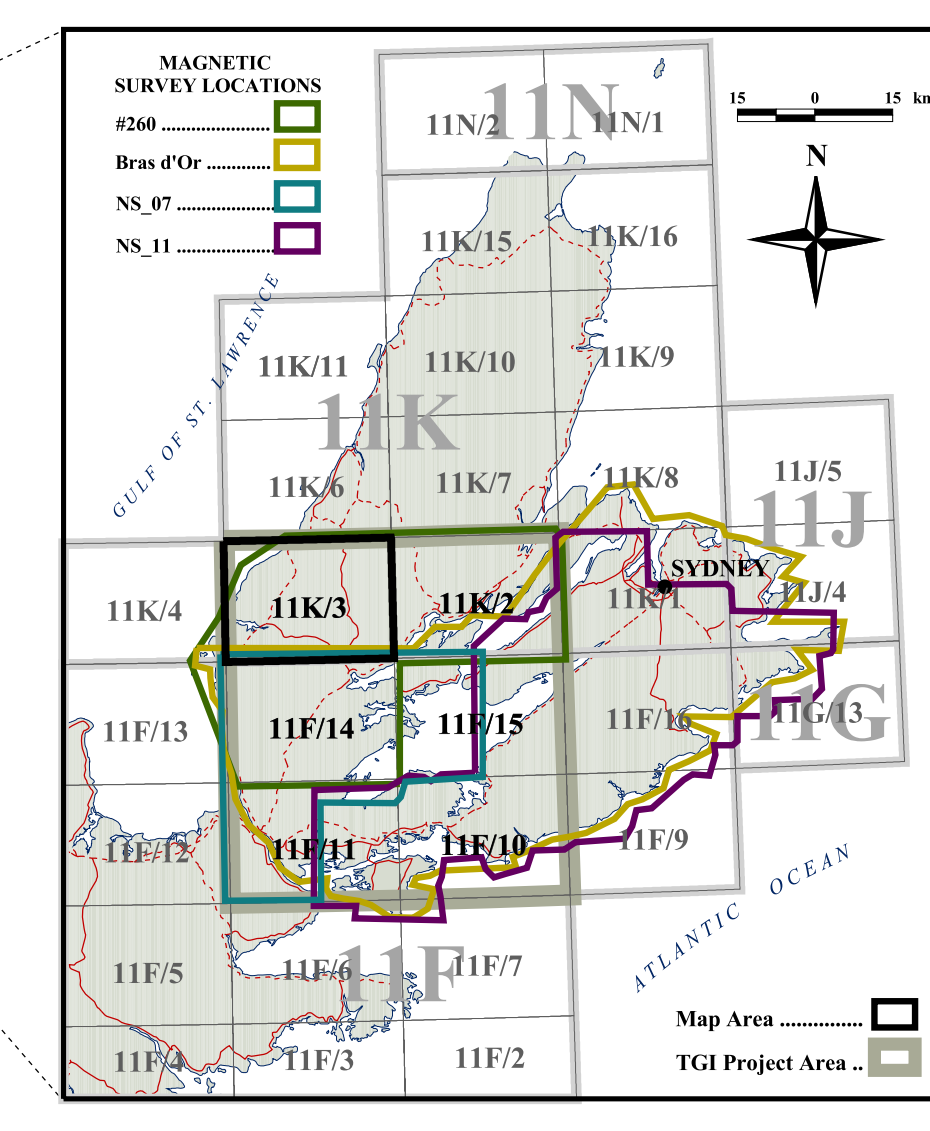 MAGNETIC
SURVEY LOCATIONS
#260 .......................
Bras d'Or .............
NS_07 ....................
NS_11 ....................
15 0 15 km
N
11N
11N/2 11N/1
11K/15 11K/16
11K/11 11K/10 11K/9
11K
GULF OF ST. LAWRENCE
11K/6 11K/7 11K/8
11J/5
11J
SYDNEY
11K/4 11K/3 11K/2 11K/1 11J/4
11F/13 11F/14 11F/15 11F/16 11G/13
11G
11F/12 11F/11 11F/10 11F/9
ATLANTIC OCEAN
11F/5 11F/6 11F/7
11F
11F/4 11F/3 11F/2
Map Area ................
TGI Project Area ..